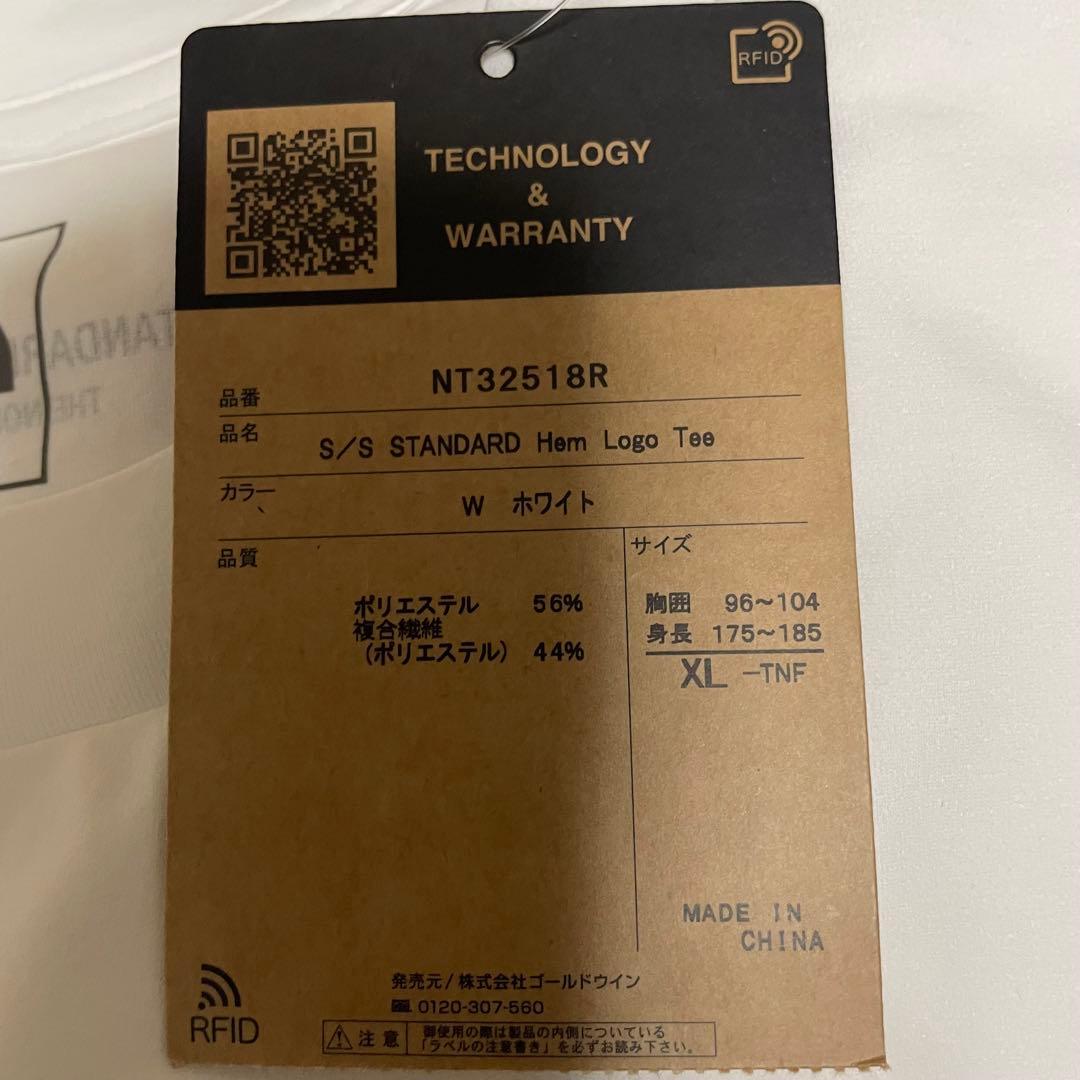 RFID
TECHNOLOGY
&
WARRANTY
品番 NT32518R
品名 S/S STANDARD Hem Logo Tee
カラー W ホワイト
品質
ポリエステル 56%
複合繊維
(ポリエステル) 44%
サイズ
胸囲 96~104
身長 175~185
XL -TNF
MADE IN
CHINA
発売元/株式会社ゴールドウイン
0120-307-560
RFID
注意
御使用の際は製品の内側についている
「ラベルの注意書き」を必ずお読み下さい。